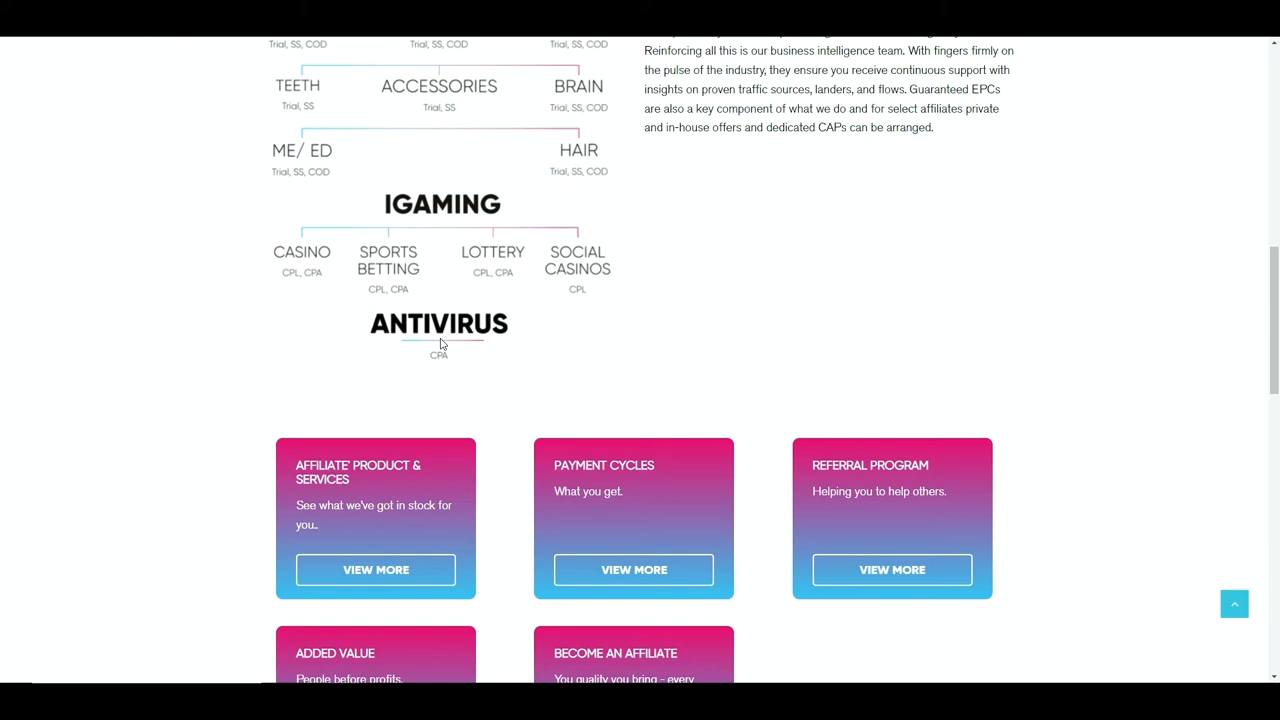 Trial, SS, COD Trial, SS, COD Trial, SS, COD
TEETH ACCESSORIES BRAIN
Trial, SS Trial, SS Trial, SS, COD
ME/ ED HAIR
Trial, SS, COD Trial, SS, COD
IGAMING
CASINO SPORTS BETTING LOTTERY SOCIAL CASINOS
CPL, CPA CPL, CPA CPL, CPA CPL
ANTIVIRUS
CPA
Reinforcing all this is our business intelligence team. With fingers firmly on
the pulse of the industry, they ensure you receive continuous support with
insights on proven traffic sources, landers, and flows. Guaranteed EPCs
are also a key component of what we do and for select affiliates private
and in-house offers and dedicated CAPs can be arranged.
AFFILIATE' PRODUCT &
SERVICES
See what we've got in stock for
you..
VIEW MORE
PAYMENT CYCLES
What you get.
VIEW MORE
REFERRAL PROGRAM
Helping you to help others.
VIEW MORE
ADDED VALUE
People before profits.
BECOME AN AFFILIATE
You quality you bring - every